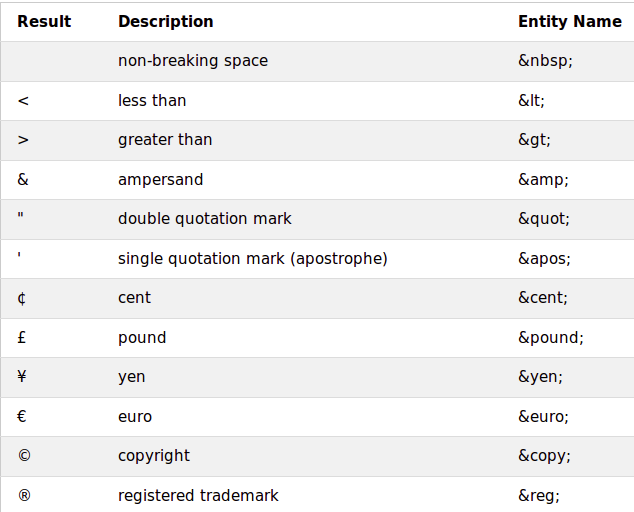 Result Description Entity Name
non-breaking space &nbsp;
< less than &lt;
> greater than &gt;
& ampersand &amp;
" double quotation mark &quot;
' single quotation mark (apostrophe) &apos;
¢ cent &cent;
£ pound &pound;
¥ yen &yen;
€ euro &euro;
© copyright &copy;
® registered trademark &reg;